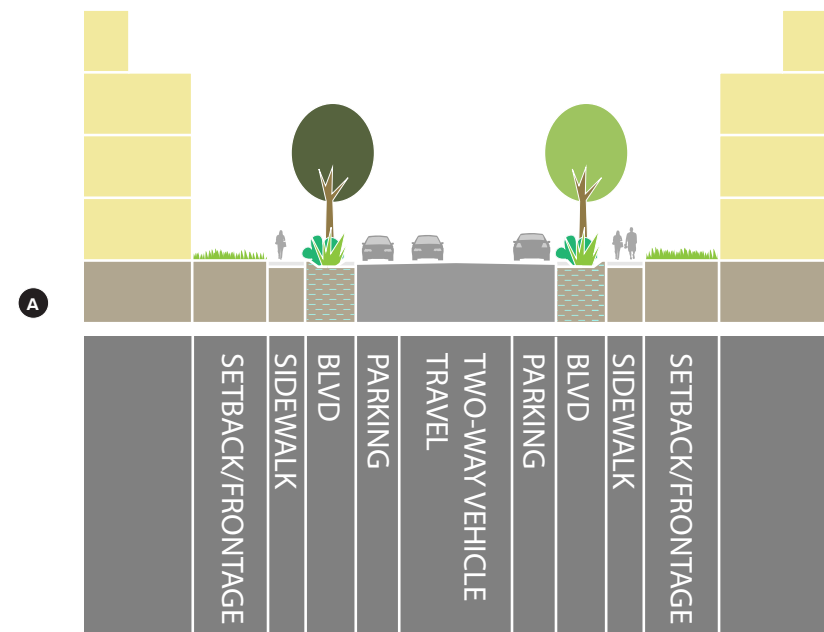 A
SETBACK/FRONTAGE
SIDEWALK
BLVD
PARKING
TWO-WAY VEHICLE
TRAVEL
PARKING
BLVD
SIDEWALK
SETBACK/FRONTAGE